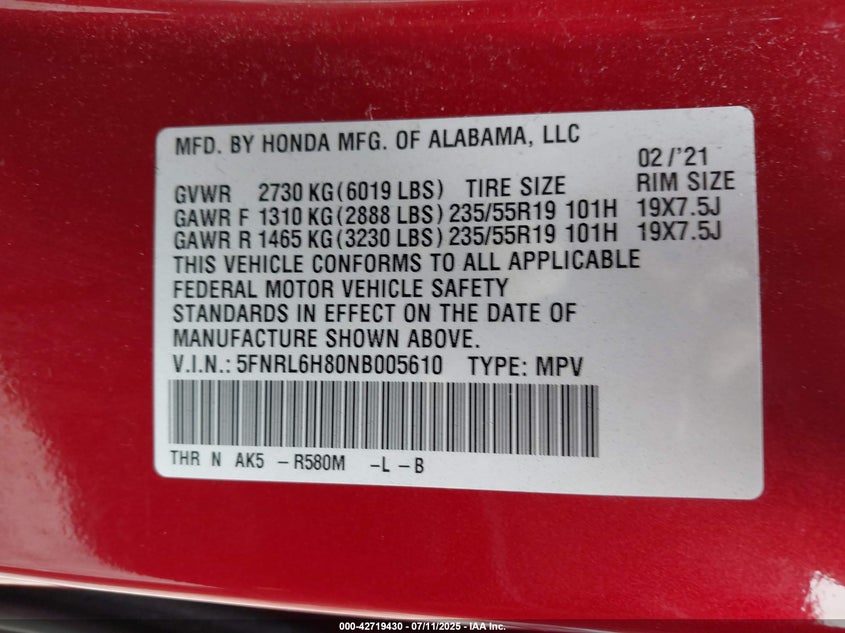 MFD. BY HONDA MFG. OF ALABAMA, LLC 02/'21
GVWR 2730 KG(6019 LBS) TIRE SIZE RIM SIZE
GAWR F 1310 KG(2888 LBS) 235/55R19 101H 19X7.5J
GAWR R 1465 KG(3230 LBS) 235/55R19 101H 19X7.5J
THIS VEHICLE CONFORMS TO ALL APPLICABLE
FEDERAL MOTOR VEHICLE SAFETY
STANDARDS IN EFFECT ON THE DATE OF
MANUFACTURE SHOWN ABOVE.
V.I.N.: 5FNRL6H80NB005610 TYPE: MPV
THR N AK5 -R580M -L -B
000-42719430 - 07/11/2025 - IAA Inc.